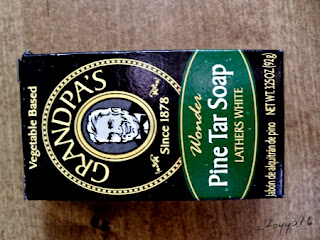 Vegetable Based
GRANDPA'S
Since 1878
Wonder
Pine Tar Soap
LATHERS WHITE
Jabón de alquitrán de pino
NET WT. 3.25 OZ (92 g)